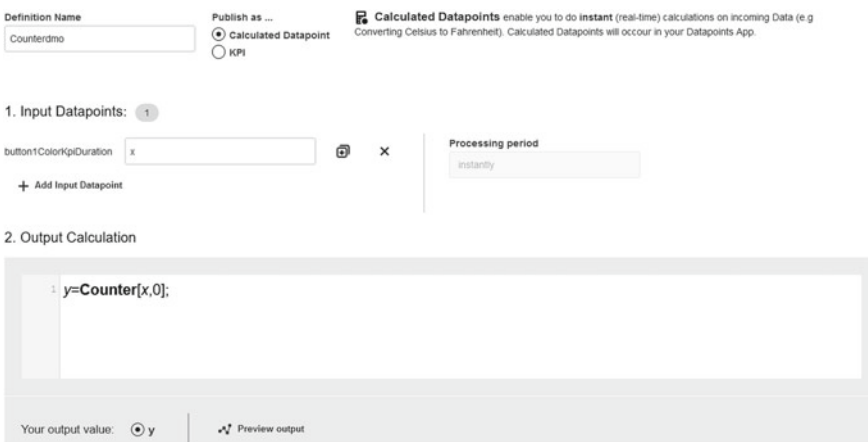 Definition Name
Counterdmo
Publish as ...
Calculated Datapoint
KPI
Calculated Datapoints enable you to do instant (real-time) calculations on incoming Data (e.g
Converting Celsius to Fahrenheit). Calculated Datapoints will occour in your Datapoints App.
1. Input Datapoints: 1
button1ColorKpiDuration x
+ Add Input Datapoint
Processing period
instantly
2. Output Calculation
1 y=Counter[x,0];
Your output value: y
Preview output